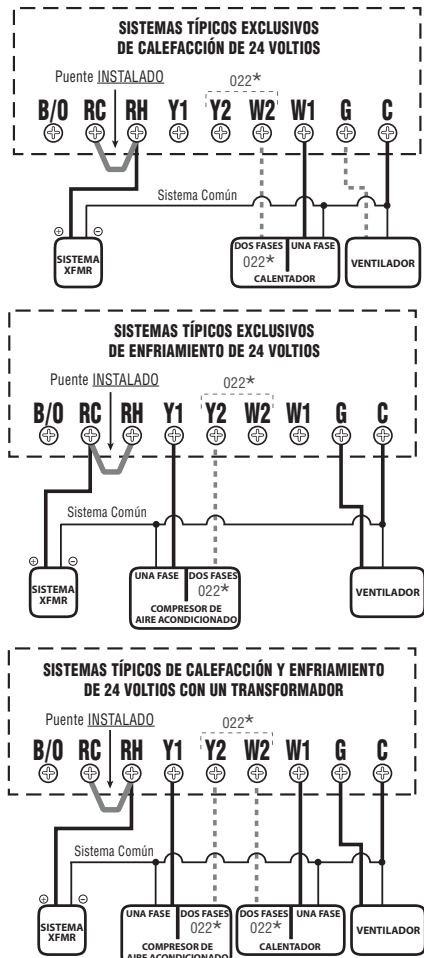 SISTEMAS TÍPICOS EXCLUSIVOS
DE CALEFACCIÓN DE 24 VOLTIOS
Puente INSTALADO
022*
B/O RC RH Y1 Y2 W2 W1 G C
Sistema Común
⊕ ⊖
SISTEMA
XFMR
DOS FASES UNA FASE
022*
CALENTADOR
VENTILADOR
SISTEMAS TÍPICOS EXCLUSIVOS
DE ENFRIAMIENTO DE 24 VOLTIOS
Puente INSTALADO
022*
B/O RC RH Y1 Y2 W2 W1 G C
Sistema Común
⊕ ⊖
SISTEMA
XFMR
UNA FASE DOS FASES
022*
COMPRESOR DE
AIRE ACONDICIONADO
VENTILADOR
SISTEMAS TÍPICOS DE CALEFACCIÓN Y ENFRIAMIENTO
DE 24 VOLTIOS CON UN TRANSFORMADOR
Puente INSTALADO
022*
B/O RC RH Y1 Y2 W2 W1 G C
Sistema Común
⊕ ⊖
SISTEMA
XFMR
UNA FASE DOS FASES
022*
COMPRESOR DE
AIRE ACONDICIONADO
DOS FASES UNA FASE
022*
CALENTADOR
VENTILADOR